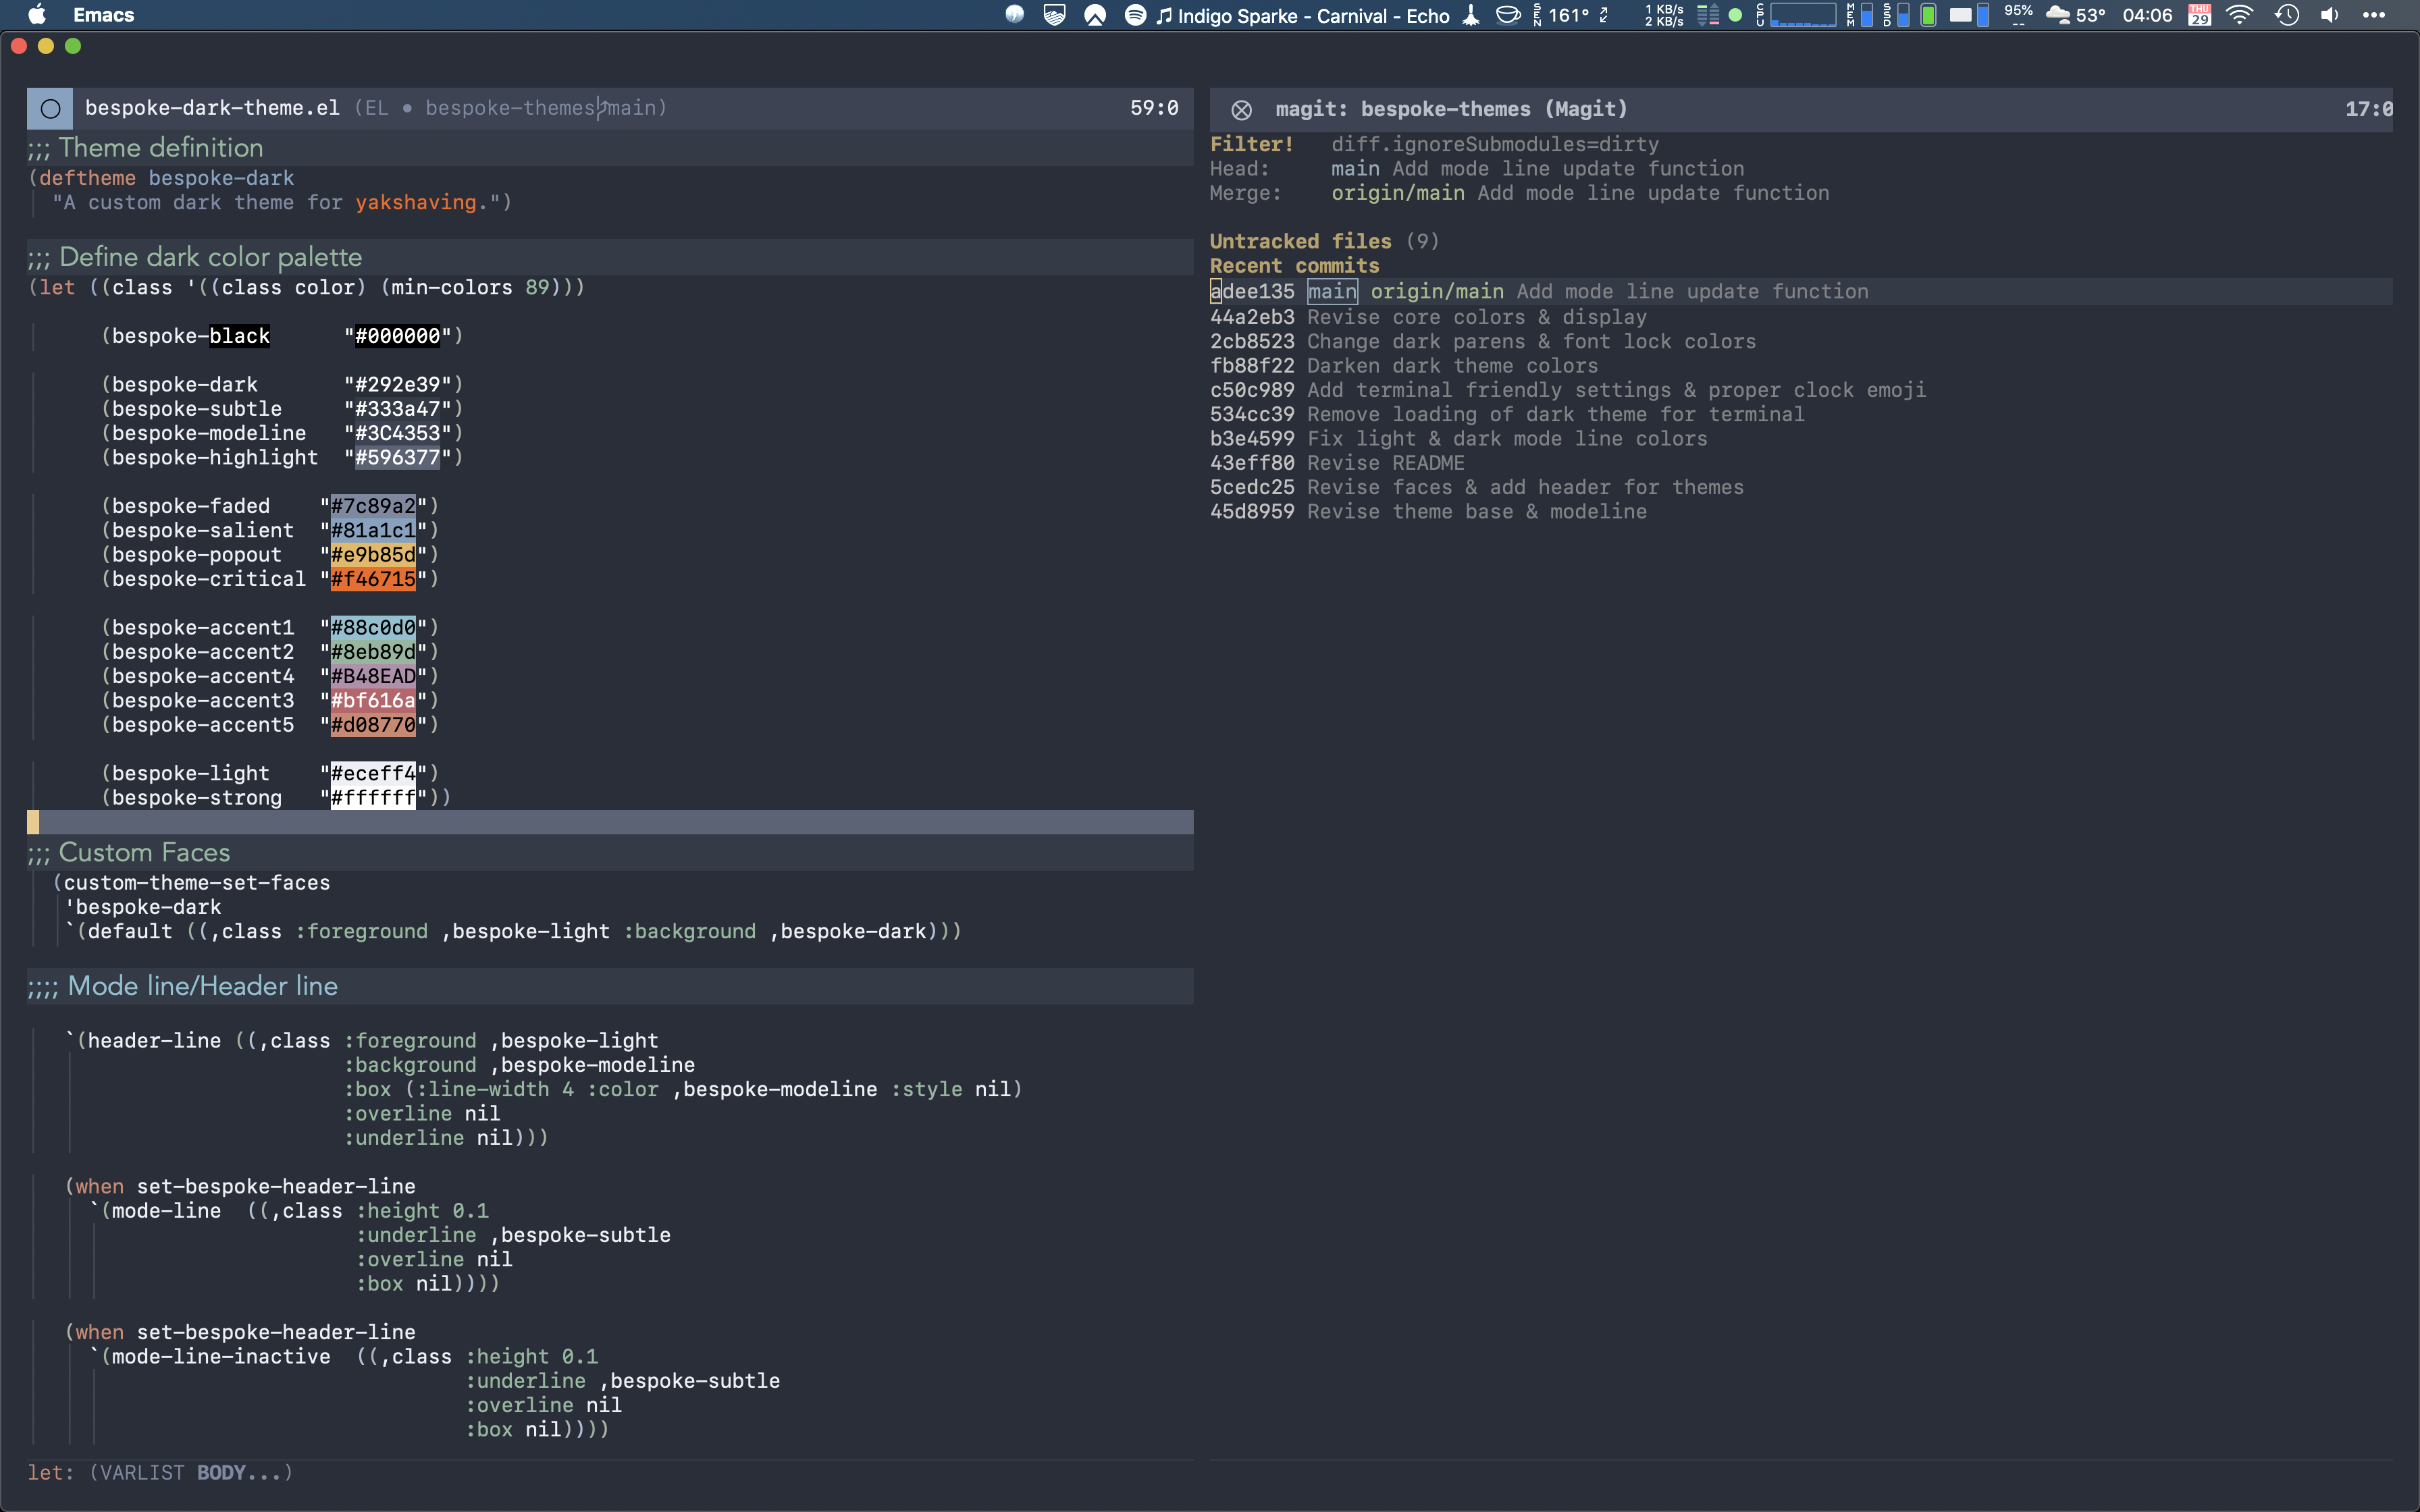 Emacs
Indigo Sparke - Carnival - Echo
SEN 161°
1 KB/s
2 KB/s
CPU
MEM
SSD
95%
--
53°
04:06
THU
29
bespoke-dark-theme.el (EL • bespoke-themes main) 59:0
;;; Theme definition
(deftheme bespoke-dark
"A custom dark theme for yakshaving.")
;;; Define dark color palette
(let ((class '((class color) (min-colors 89)))
(bespoke-black "#000000")
(bespoke-dark "#292e39")
(bespoke-subtle "#333a47")
(bespoke-modeline "#3C4353")
(bespoke-highlight "#596377")
(bespoke-faded "#7c89a2")
(bespoke-salient "#81a1c1")
(bespoke-popout "#e9b85d")
(bespoke-critical "#f46715")
(bespoke-accent1 "#88c0d0")
(bespoke-accent2 "#8eb89d")
(bespoke-accent4 "#B48EAD")
(bespoke-accent3 "#bf616a")
(bespoke-accent5 "#d08770")
(bespoke-light "#eceff4")
(bespoke-strong "#ffffff"))
;;; Custom Faces
(custom-theme-set-faces
'bespoke-dark
`(default ((,class :foreground ,bespoke-light :background ,bespoke-dark)))
;;;; Mode line/Header line
`(header-line ((,class :foreground ,bespoke-light
:background ,bespoke-modeline
:box (:line-width 4 :color ,bespoke-modeline :style nil)
:overline nil
:underline nil)))
(when set-bespoke-header-line
`(mode-line ((,class :height 0.1
:underline ,bespoke-subtle
:overline nil
:box nil))))
(when set-bespoke-header-line
`(mode-line-inactive ((,class :height 0.1
:underline ,bespoke-subtle
:overline nil
:box nil))))
let: (VARLIST BODY...)
magit: bespoke-themes (Magit) 17:0
Filter! diff.ignoreSubmodules=dirty
Head: main Add mode line update function
Merge: origin/main Add mode line update function
Untracked files (9)
Recent commits
adee135 main origin/main Add mode line update function
44a2eb3 Revise core colors & display
2cb8523 Change dark parens & font lock colors
fb88f22 Darken dark theme colors
c50c989 Add terminal friendly settings & proper clock emoji
534cc39 Remove loading of dark theme for terminal
b3e4599 Fix light & dark mode line colors
43eff80 Revise README
5cedc25 Revise faces & add header for themes
45d8959 Revise theme base & modeline